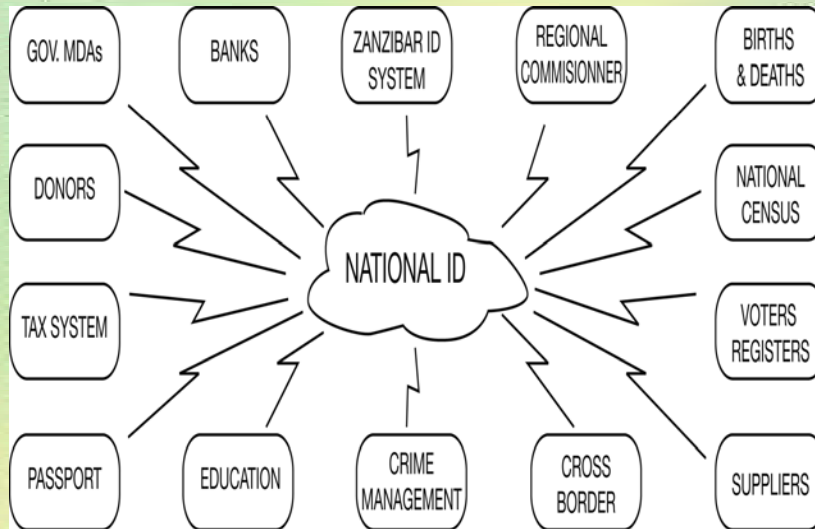 GOV. MDAs
BANKS
ZANZIBAR ID
SYSTEM
REGIONAL
COMMISIONNER
BIRTHS
& DEATHS
DONORS
NATIONAL
CENSUS
NATIONAL ID
TAX SYSTEM
VOTERS
REGISTERS
PASSPORT
EDUCATION
CRIME
MANAGEMENT
CROSS
BORDER
SUPPLIERS